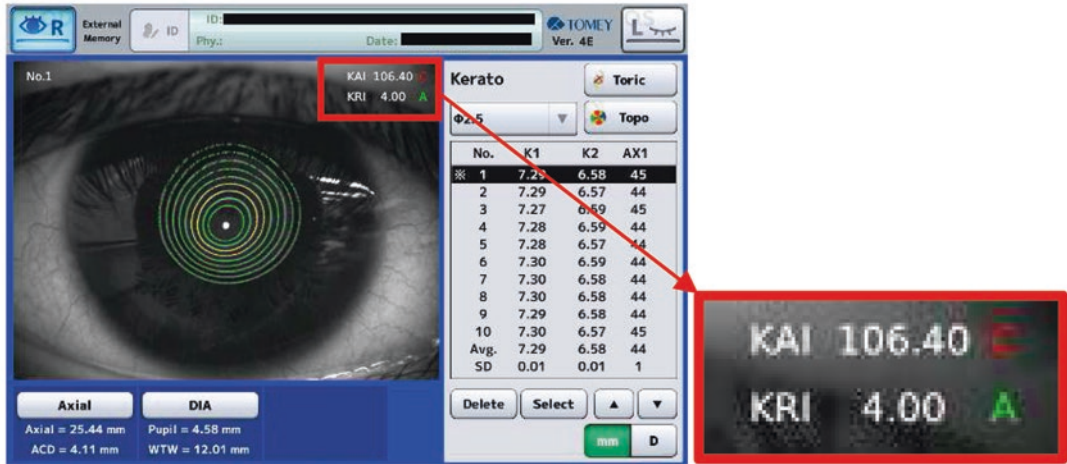 R
External
Memory
ID
ID:
Phy.:
Date:
TOMEY
Ver. 4E
L
No.1
KAI 106.40 C
KRI 4.00 A
Kerato
Toric
Φ2.5
Topo
No. K1 K2 AX1
※ 1 7.29 6.58 45
2 7.29 6.57 44
3 7.27 6.59 45
4 7.28 6.59 44
5 7.28 6.57 44
6 7.30 6.59 44
7 7.30 6.58 44
8 7.30 6.58 44
9 7.29 6.58 44
10 7.30 6.57 45
Avg. 7.29 6.58 44
SD 0.01 0.01 1
Delete Select ▲ ▼
mm D
Axial
DIA
Axial = 25.44 mm
Pupil = 4.58 mm
ACD = 4.11 mm
WTW = 12.01 mm
KAI 106.40 C
KRI 4.00 A